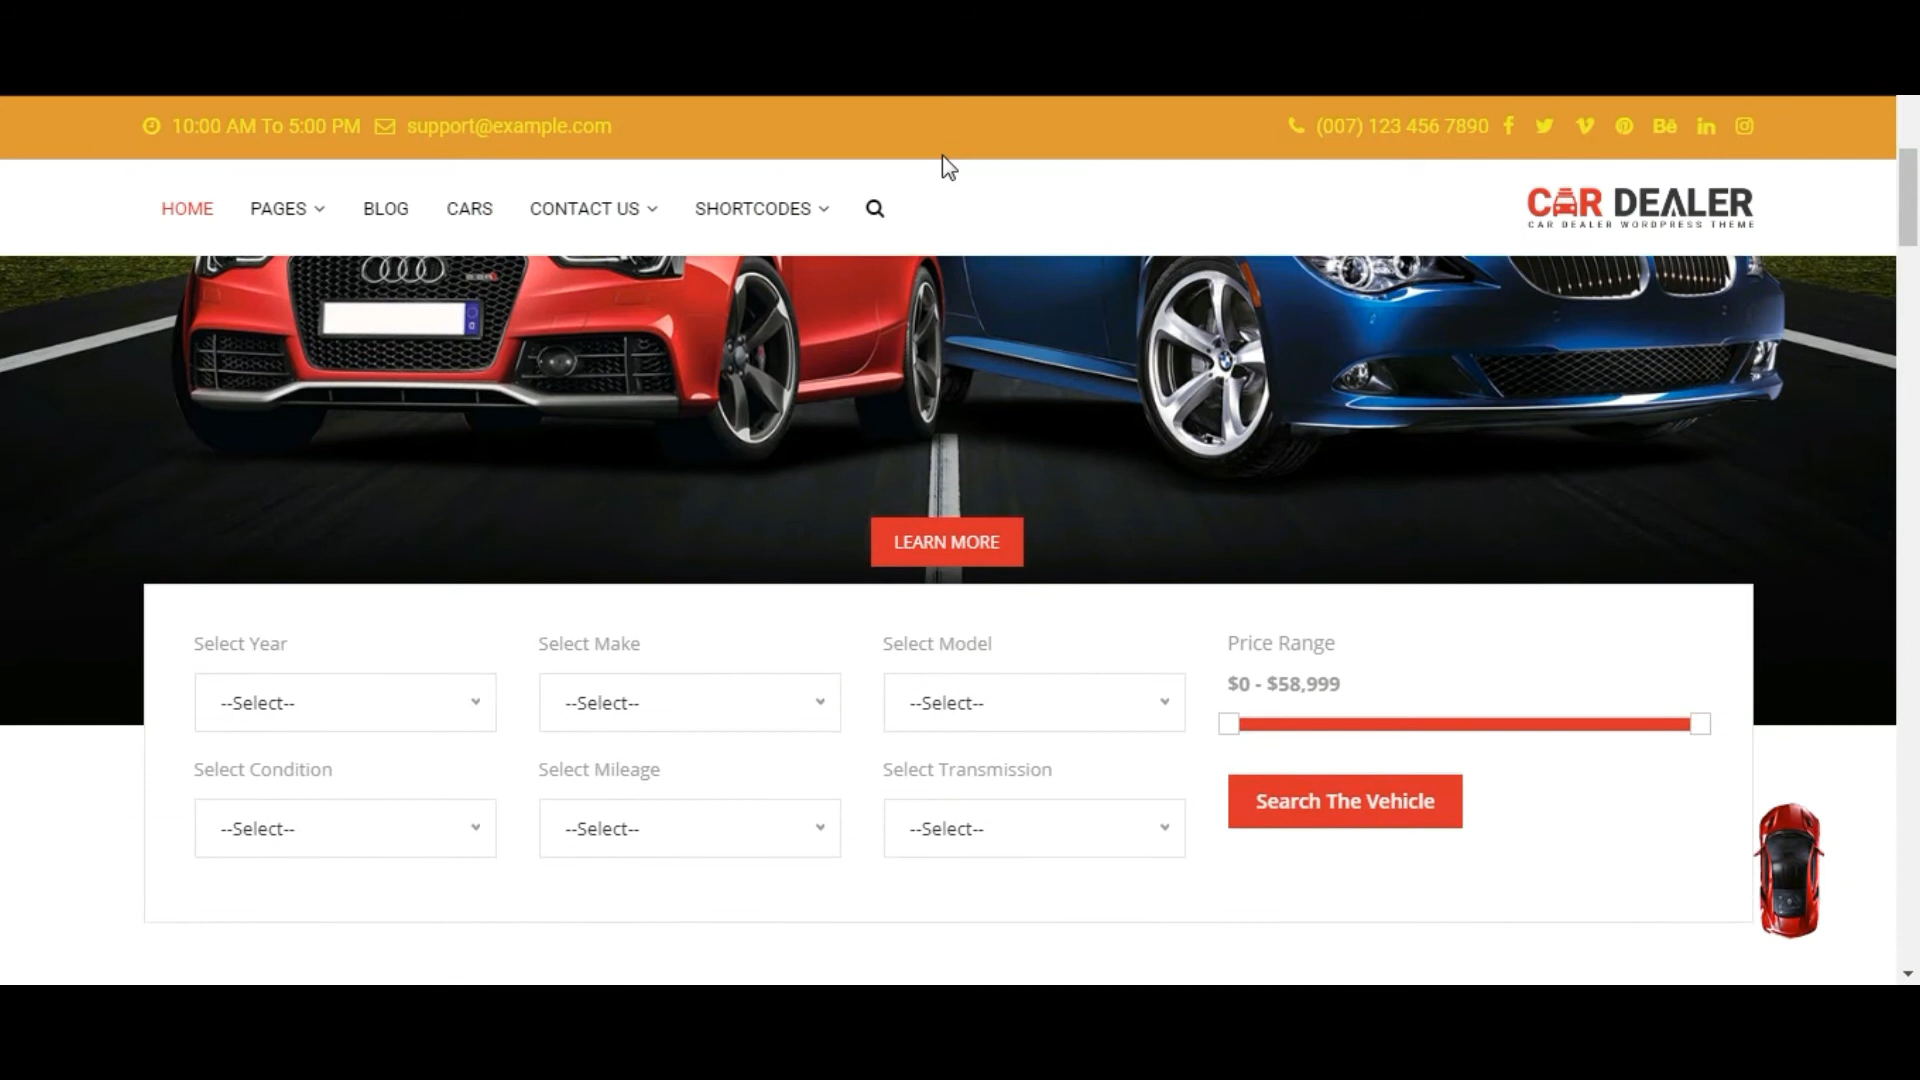 10:00 AM To 5:00 PM support@example.com (007) 123 456 7890
HOME PAGES BLOG CARS CONTACT US SHORTCODES
CAR DEALER
CAR DEALER WORDPRESS THEME
LEARN MORE
Select Year Select Make Select Model Price Range
$0 - $58,999
--Select-- --Select-- --Select--
Select Condition Select Mileage Select Transmission
Search The Vehicle
--Select-- --Select-- --Select--